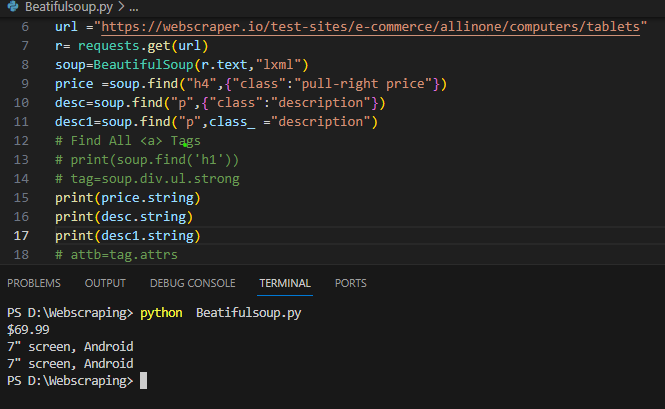 Beatifulsoup.py > ...
6 url ="https://webscraper.io/test-sites/e-commerce/allinone/computers/tablets"
7 r= requests.get(url)
8 soup=BeautifulSoup(r.text,"lxml")
9 price =soup.find("h4",{"class":"pull-right price"})
10 desc=soup.find("p",{"class":"description"})
11 desc1=soup.find("p",class_ ="description")
12 # Find All <a> Tags
13 # print(soup.find('h1'))
14 # tag=soup.div.ul.strong
15 print(price.string)
16 print(desc.string)
17 print(desc1.string)
18 # attb=tag.attrs
PROBLEMS OUTPUT DEBUG CONSOLE TERMINAL PORTS
PS D:\Webscraping> python  Beatifulsoup.py
$69.99
7" screen, Android
7" screen, Android
PS D:\Webscraping>